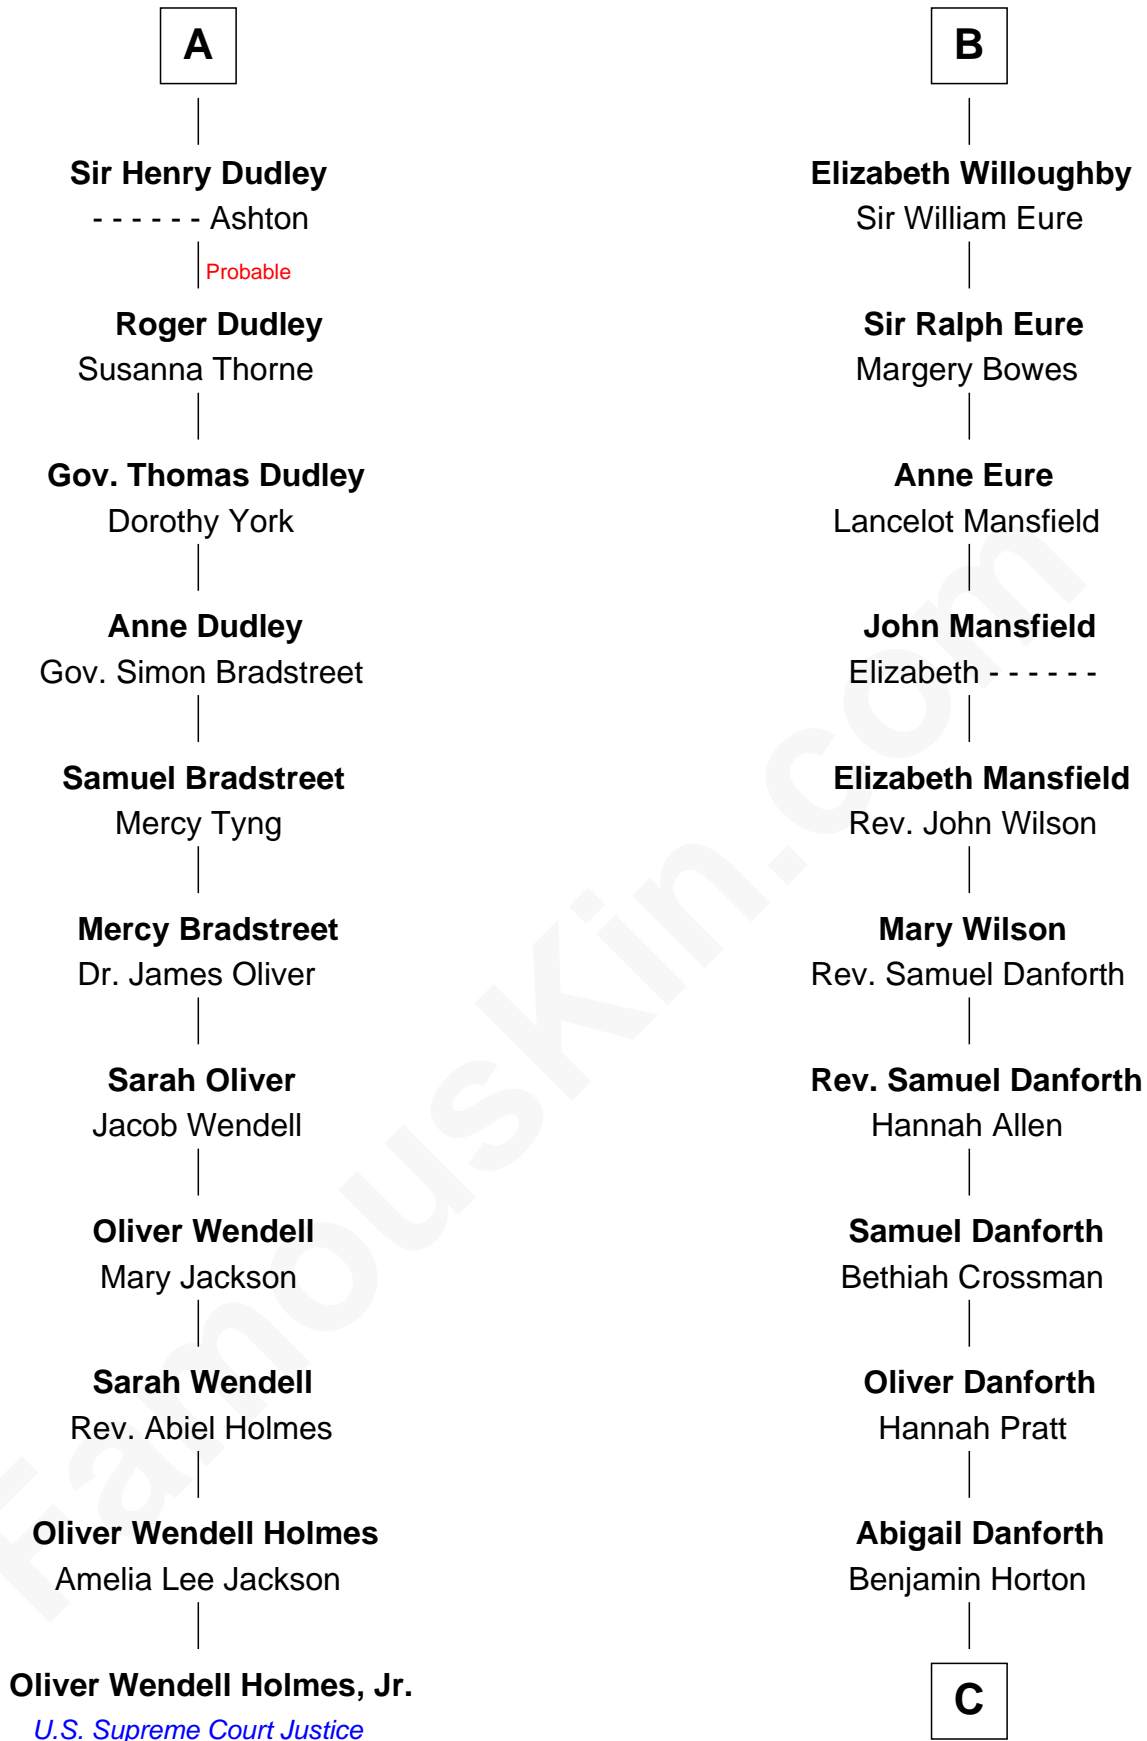 A
Sir Henry Dudley
- - - - - - Ashton
Probable
Roger Dudley
Susanna Thorne
Gov. Thomas Dudley
Dorothy York
Anne Dudley
Gov. Simon Bradstreet
Samuel Bradstreet
Mercy Tyng
Mercy Bradstreet
Dr. James Oliver
Sarah Oliver
Jacob Wendell
Oliver Wendell
Mary Jackson
Sarah Wendell
Rev. Abiel Holmes
Oliver Wendell Holmes
Amelia Lee Jackson
Oliver Wendell Holmes, Jr.
U.S. Supreme Court Justice
B
Elizabeth Willoughby
Sir William Eure
Sir Ralph Eure
Margery Bowes
Anne Eure
Lancelot Mansfield
John Mansfield
Elizabeth - - - - - -
Elizabeth Mansfield
Rev. John Wilson
Mary Wilson
Rev. Samuel Danforth
Rev. Samuel Danforth
Hannah Allen
Samuel Danforth
Bethiah Crossman
Oliver Danforth
Hannah Pratt
Abigail Danforth
Benjamin Horton
C
FamousKin.com